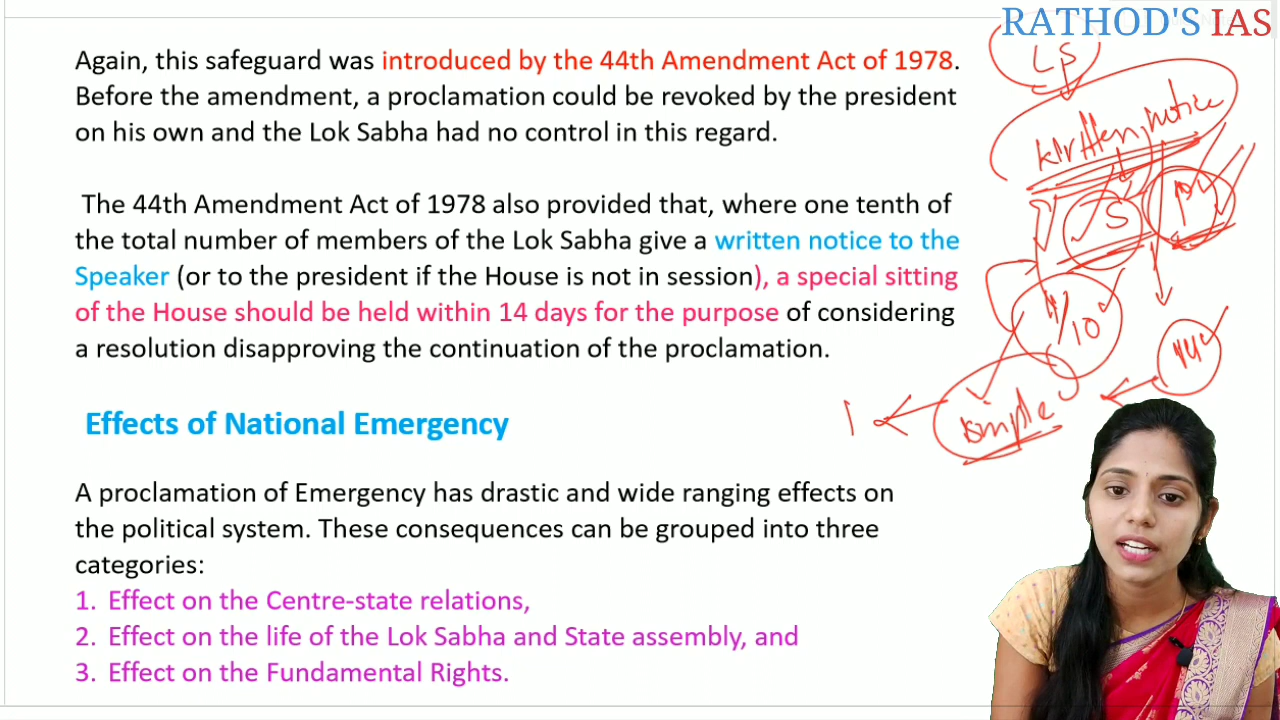 RATHOD'S IAS
Again, this safeguard was introduced by the 44th Amendment Act of 1978.
Before the amendment, a proclamation could be revoked by the president
on his own and the Lok Sabha had no control in this regard.
LS
written notice
The 44th Amendment Act of 1978 also provided that, where one tenth of
the total number of members of the Lok Sabha give a written notice to the
Speaker (or to the president if the House is not in session), a special sitting
of the House should be held within 14 days for the purpose of considering
a resolution disapproving the continuation of the proclamation.
S
P
1/10
14
simple
Effects of National Emergency
A proclamation of Emergency has drastic and wide ranging effects on
the political system. These consequences can be grouped into three
categories:
1. Effect on the Centre-state relations,
2. Effect on the life of the Lok Sabha and State assembly, and
3. Effect on the Fundamental Rights.